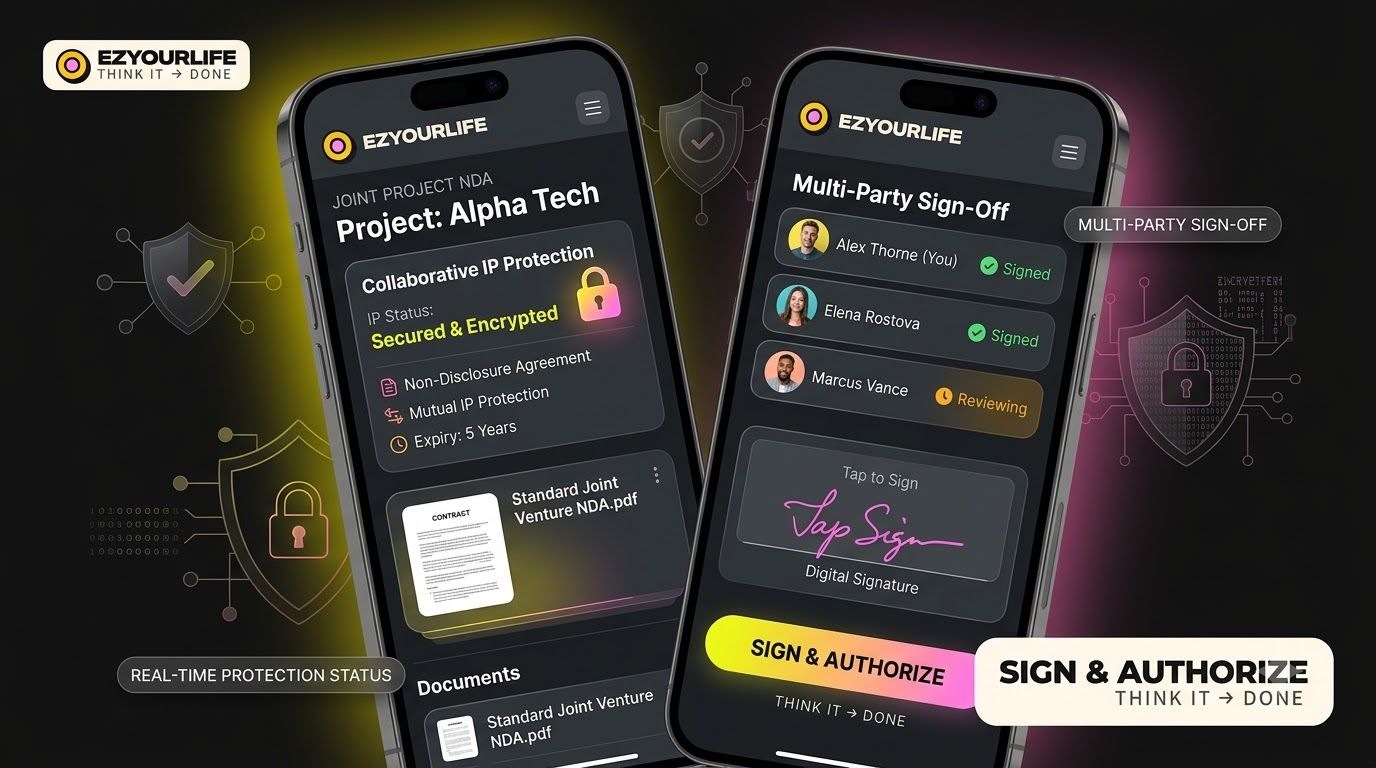 EZYOURLIFE
THINK IT → DONE
EZYOURLIFE
JOINT PROJECT NDA
Project: Alpha Tech
Collaborative IP Protection
IP Status:
Secured & Encrypted
Non-Disclosure Agreement
Mutual IP Protection
Expiry: 5 Years
CONTRACT
Standard Joint
Venture NDA.pdf
Documents
Standard Joint Venture
NDA.pdf
REAL-TIME PROTECTION STATUS
EZYOURLIFE
Multi-Party Sign-Off
Alex Thorne (You)
Signed
Elena Rostova
Signed
Marcus Vance
Reviewing
Tap to Sign
Tap Sign
Digital Signature
SIGN & AUTHORIZE
THINK IT → DONE
MULTI-PARTY SIGN-OFF
SIGN & AUTHORIZE
THINK IT → DONE